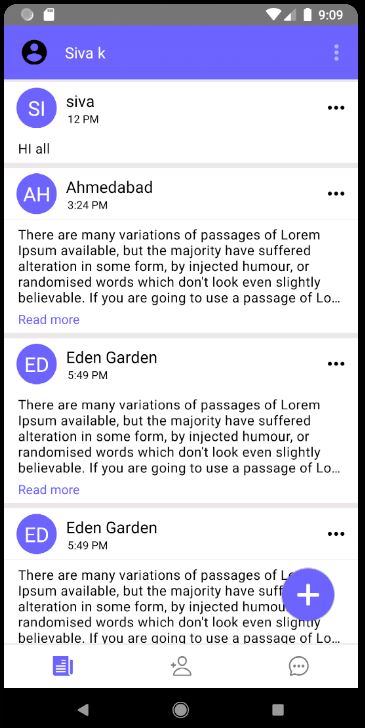 9:09
Siva k
SI
siva
12 PM
HI all
AH
Ahmedabad
3:24 PM
There are many variations of passages of Lorem
Ipsum available, but the majority have suffered
alteration in some form, by injected humour, or
randomised words which don't look even slightly
believable. If you are going to use a passage of Lo...
Read more
ED
Eden Garden
5:49 PM
There are many variations of passages of Lorem
Ipsum available, but the majority have suffered
alteration in some form, by injected humour, or
randomised words which don't look even slightly
believable. If you are going to use a passage of Lo...
Read more
ED
Eden Garden
5:49 PM
There are many variations of passages of
Ipsum available, but the majority have
alteration in some form, by injected
randomised words which don't look even slightly
believable. If you are going to use a passage of Lo...